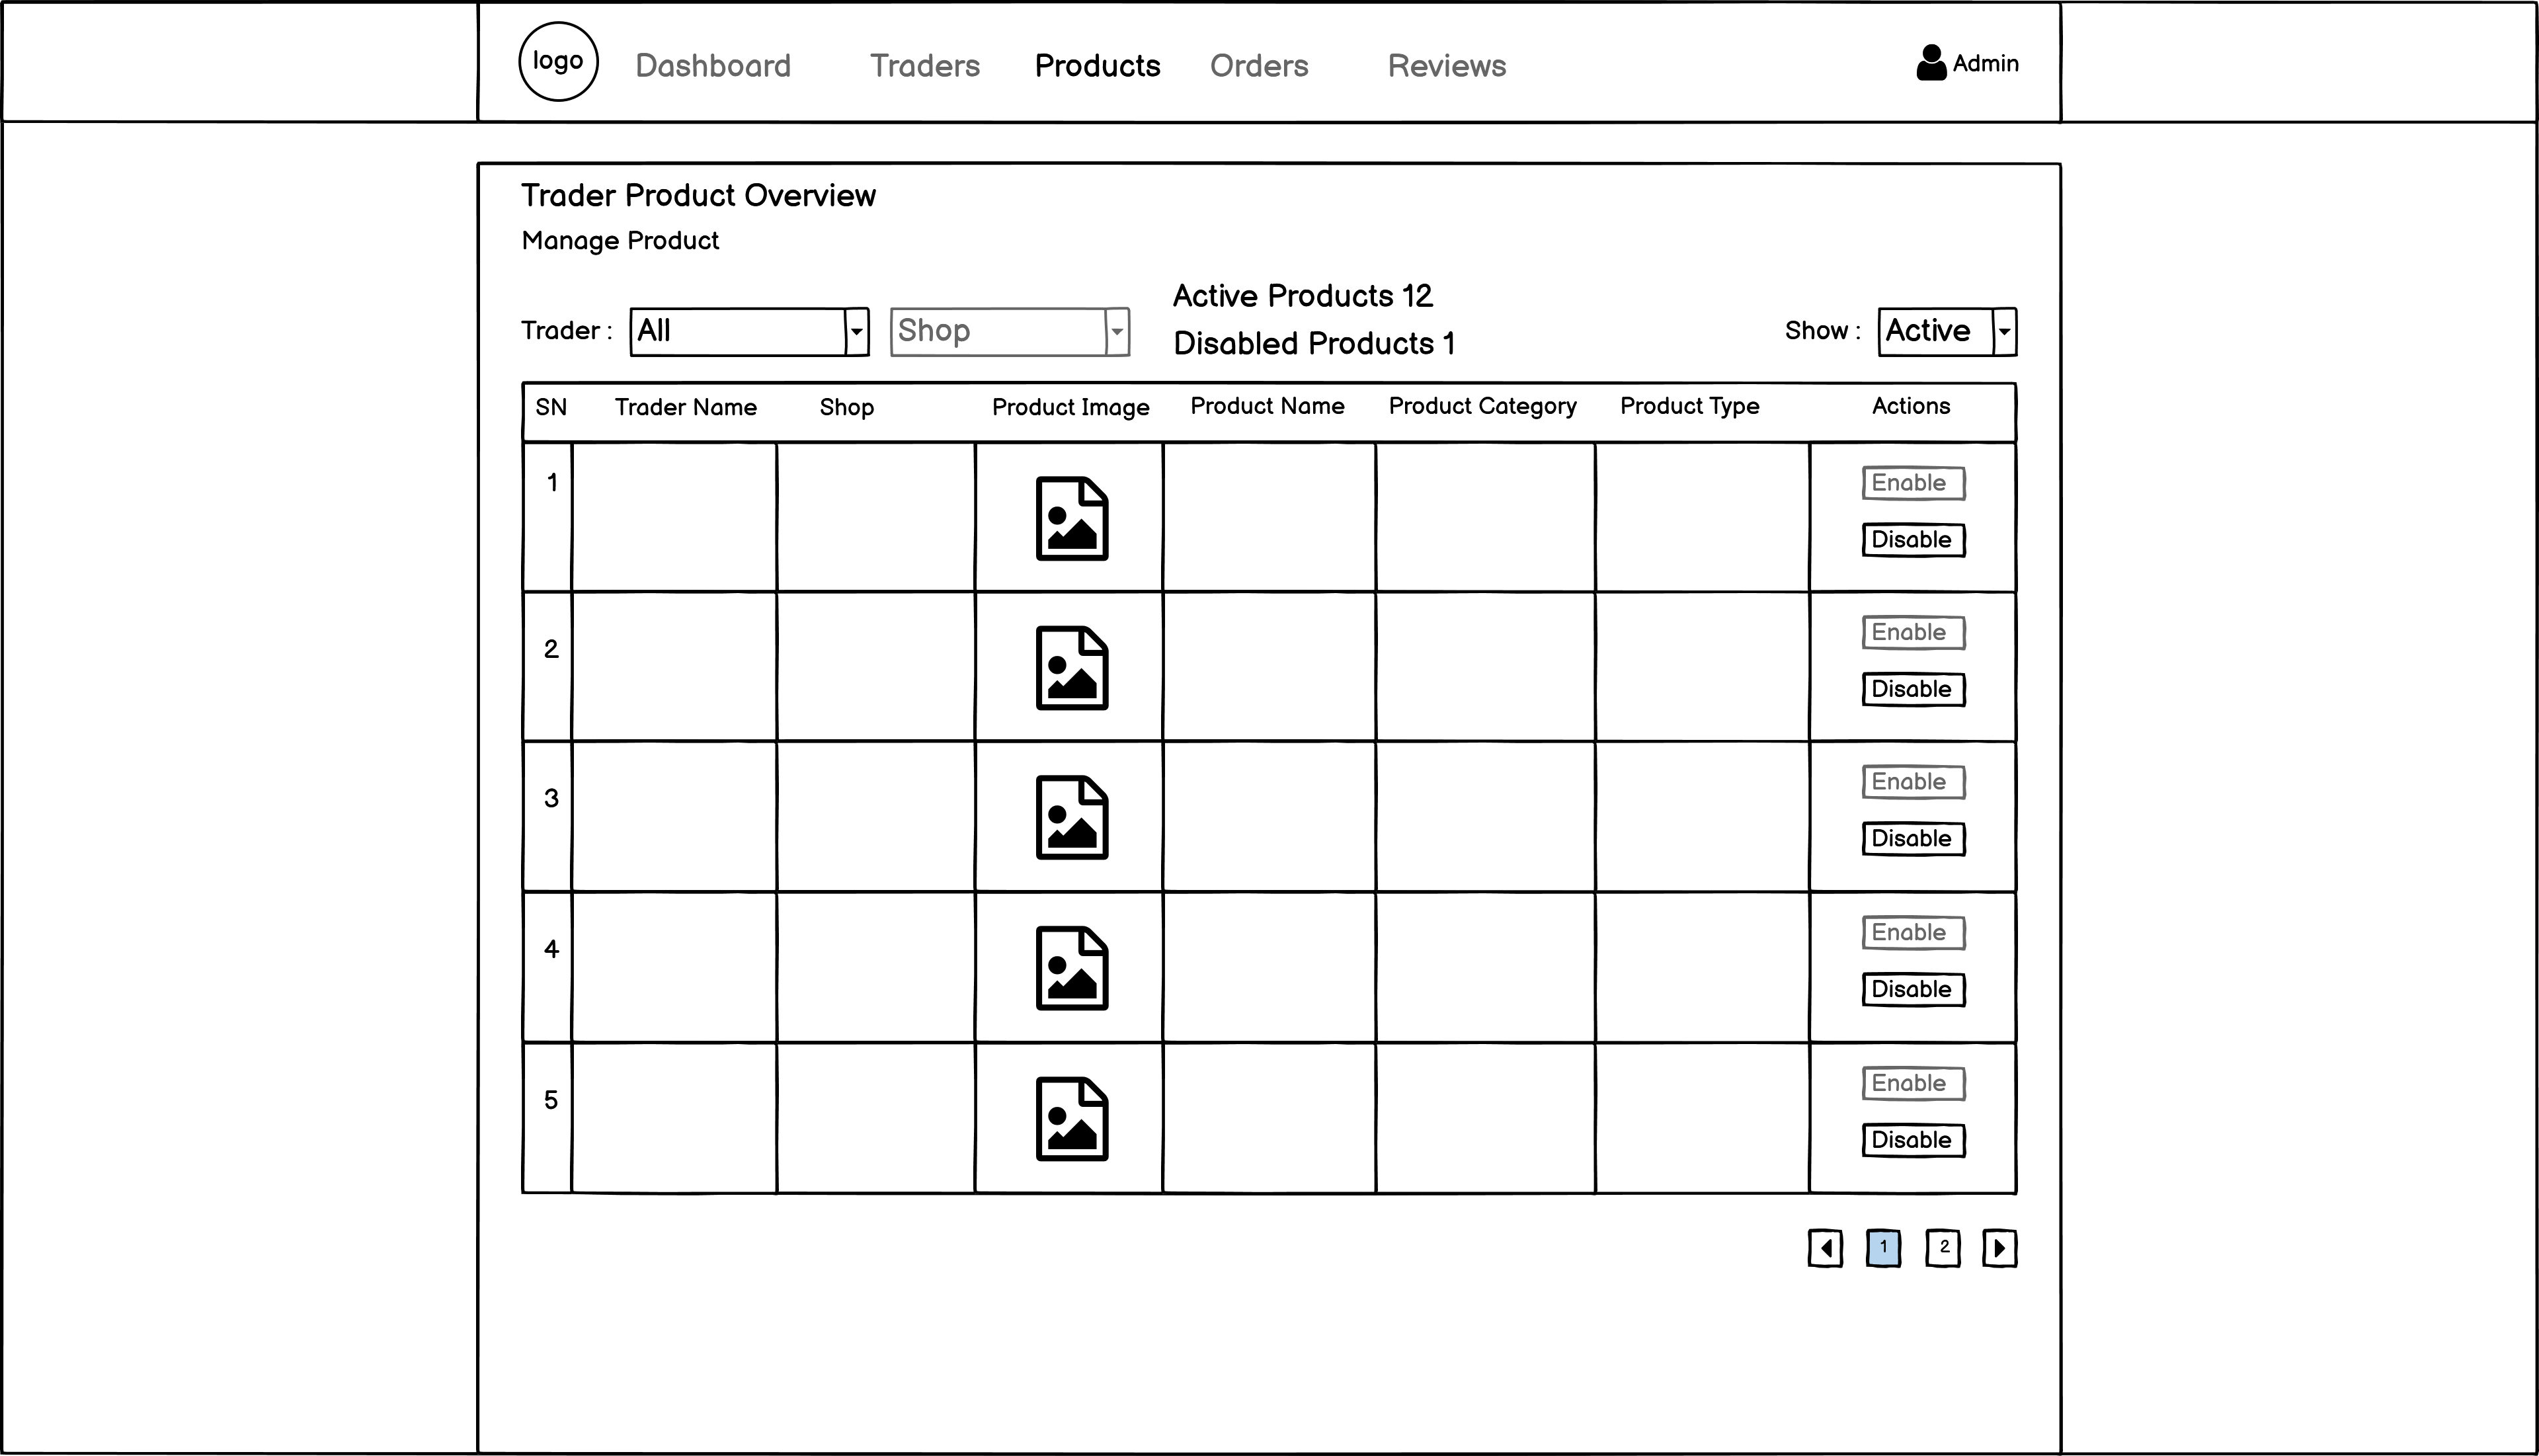 logo Dashboard Traders Products Orders Reviews Admin
Trader Product Overview
Manage Product
Active Products 12
Trader : All Shop Show : Active
Disabled Products 1
SN Trader Name Shop Product Image Product Name Product Category Product Type Actions
1 Enable
Disable
2 Enable
Disable
3 Enable
Disable
4 Enable
Disable
5 Enable
Disable
1 2